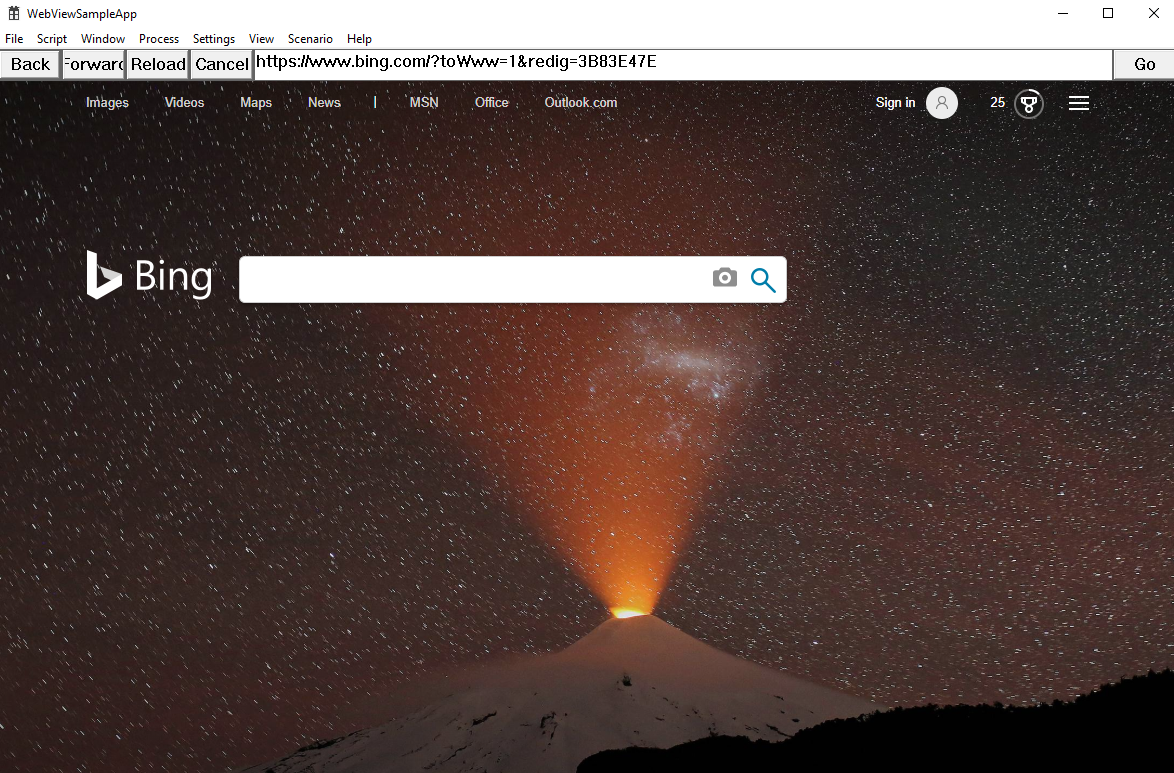 WebViewSampleApp
File Script Window Process Settings View Scenario Help
Back Forward Reload Cancel https://www.bing.com/?toWww=1&redig=3B83E47E Go
Images Videos Maps News | MSN Office Outlook.com Sign in 25
Bing